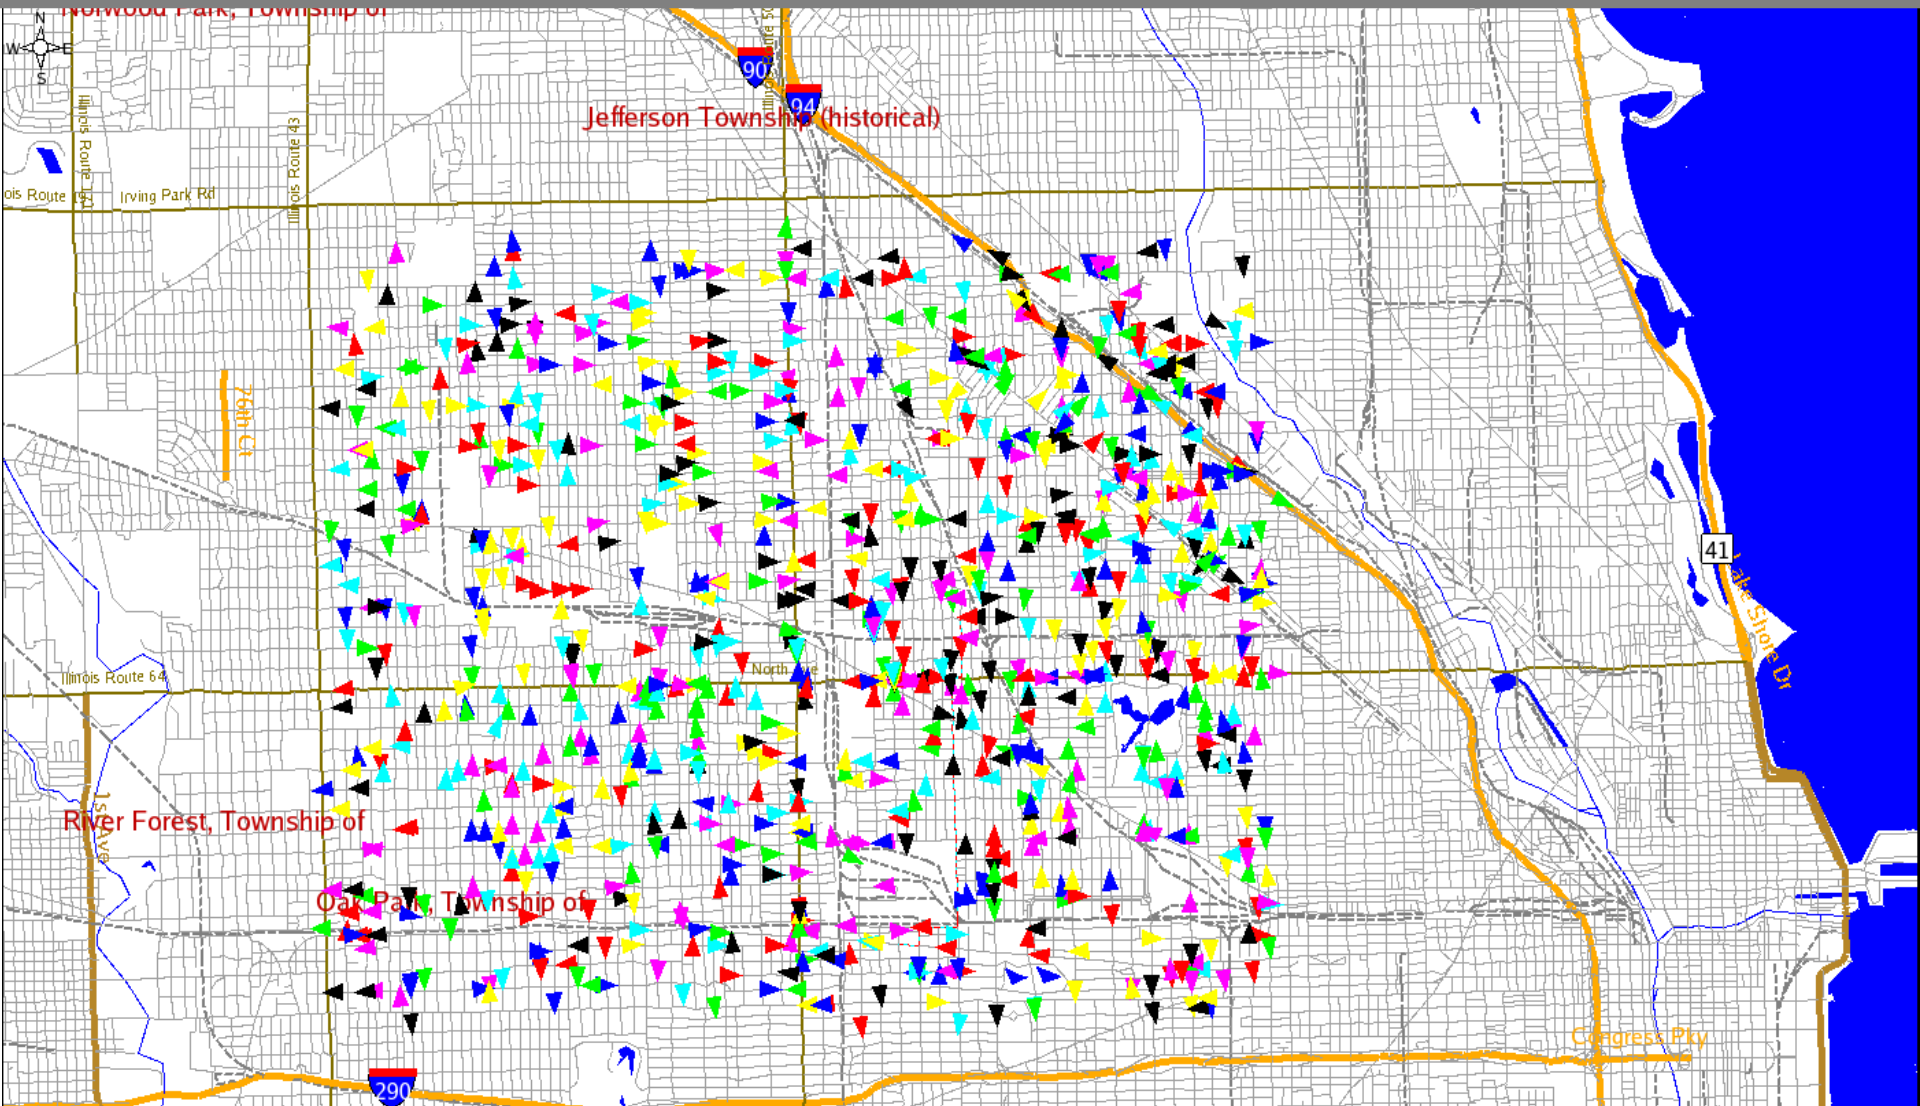 Norwood Park, Township of
N
W E
S
90
94
Jefferson Township (historical)
Illinois Route 43
ois Route 19
Irving Park Rd
76th Ct
41
Lake Shore Dr
North Ave
Illinois Route 64
1st Ave
River Forest, Township of
Oak Park, Township of
Congress Pky
290